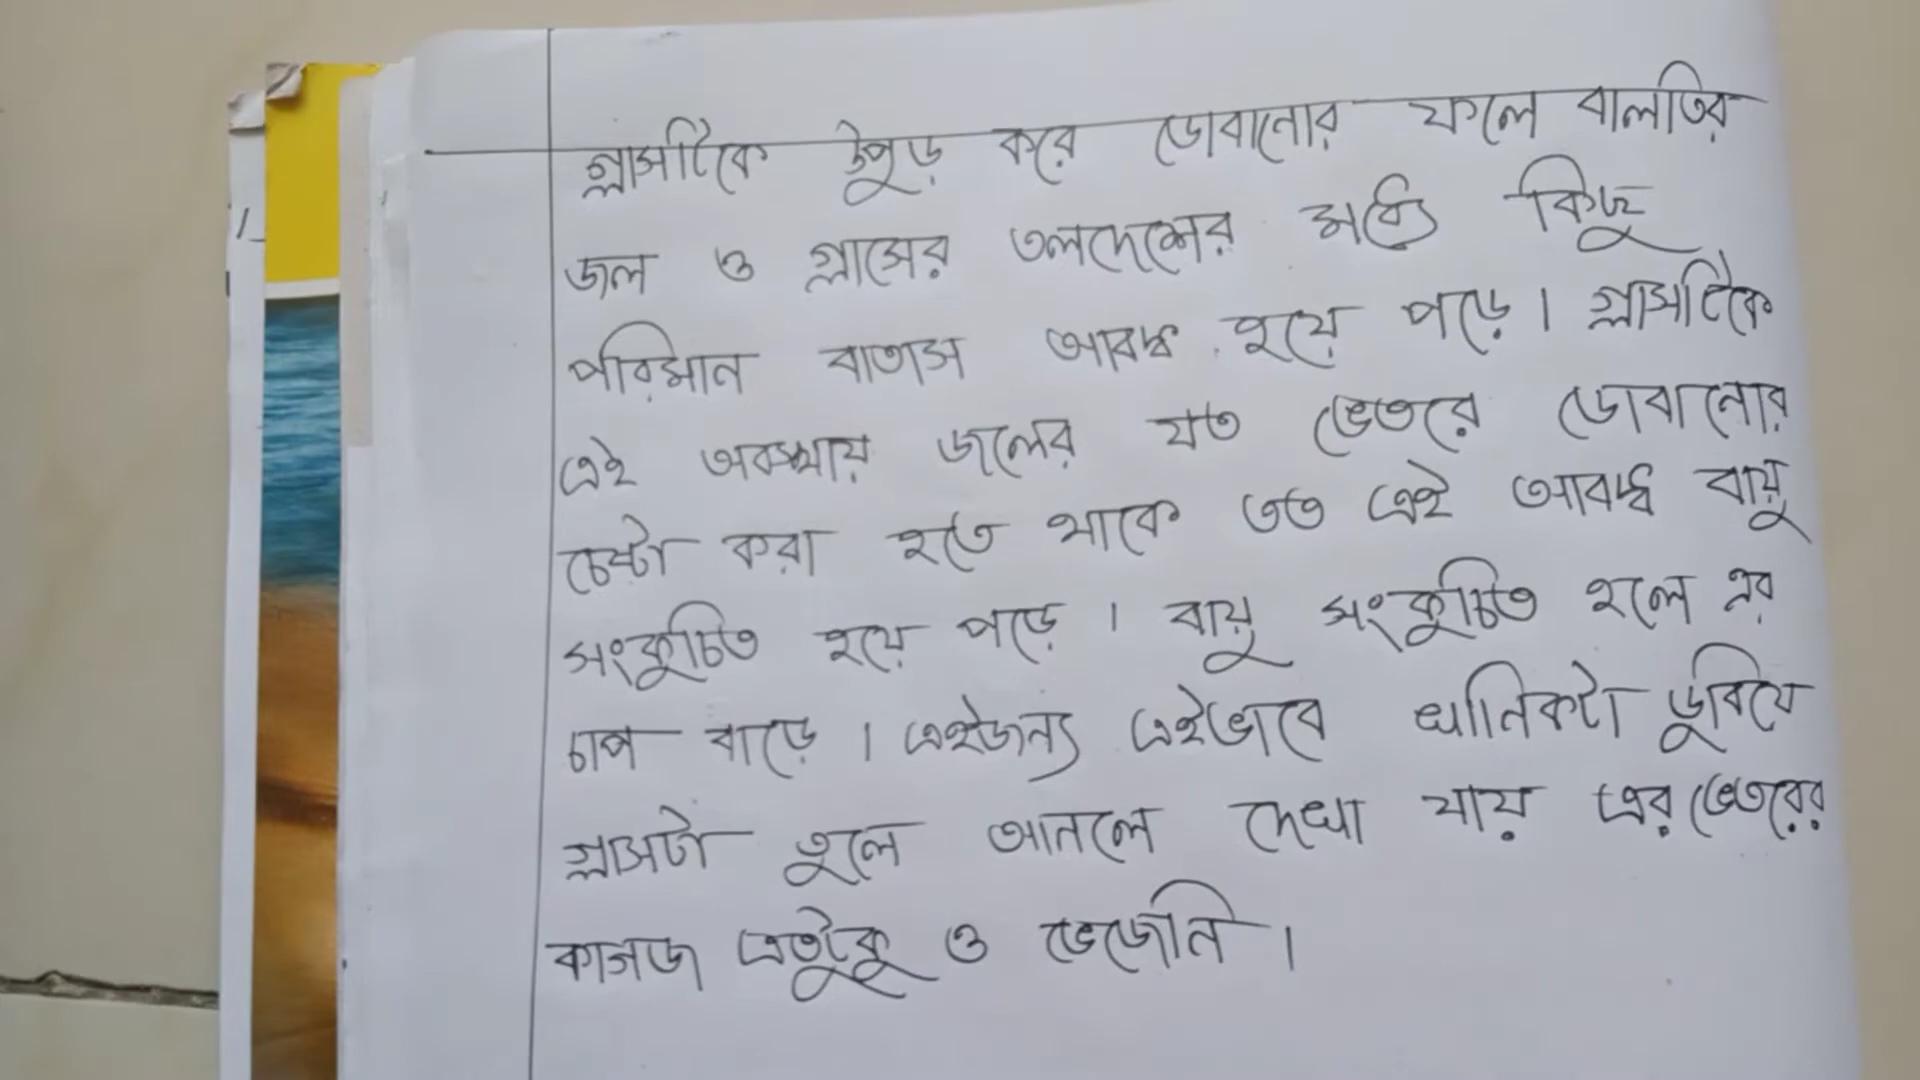 গ্লাসটিকে উপুড় করে ডোবানোর ফলে বালতির
জল ও গ্লাসের তলদেশের মধ্যে কিছু
পরিমান বাতাস আবদ্ধ হয়ে পড়ে। গ্লাসটিকে
এই অবস্থায় জলের যত ভেতরে ডোবানোর
চেষ্টা করা হতে থাকে তত এই আবদ্ধ বায়ু
সংকুচিত হয়ে পড়ে। বায়ু সংকুচিত হলে এর
চাপ বাড়ে। এইজন্য এইভাবে খানিকটা ডুবিয়ে
গ্লাসটা তুলে আনলে দেখা যায় এর ভেতরের
কাগজ এতটুকু ও ভেজেনি।